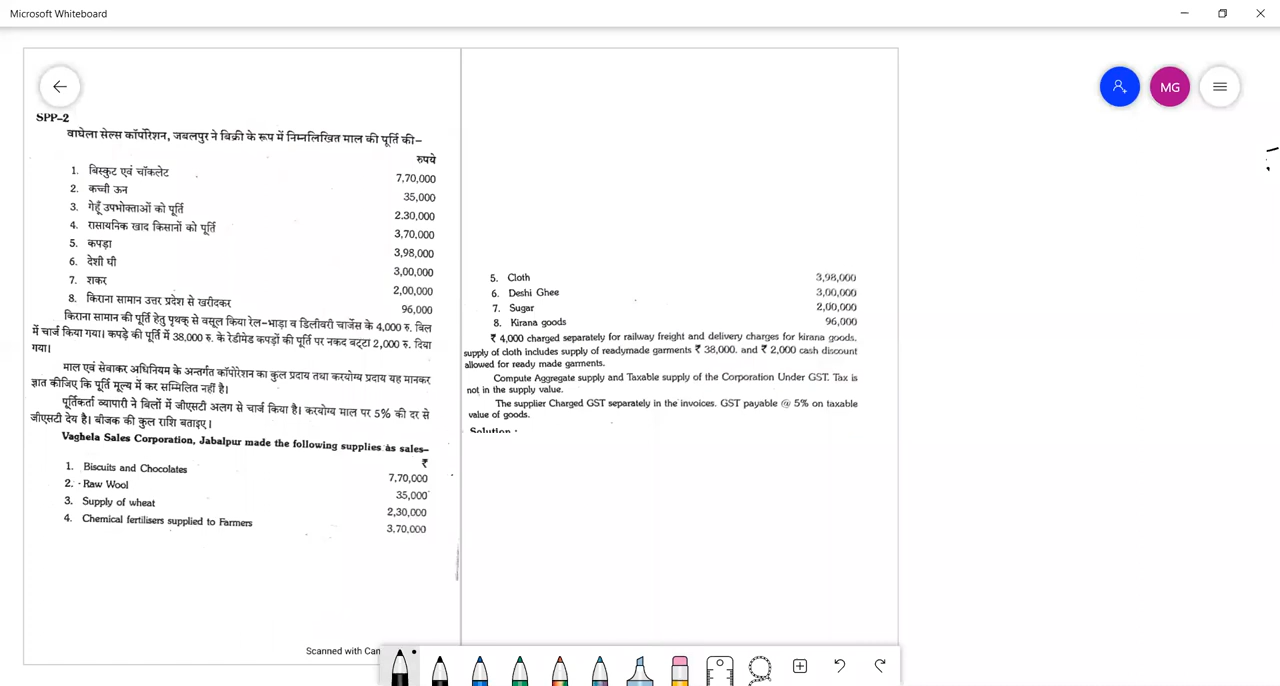 Microsoft Whiteboard
MG
SPP-2
वाघेला सेल्स कॉर्पोरेशन, जबलपुर ने बिक्री के रूप में निम्नलिखित माल की पूर्ति की-
रुपये
1. बिस्कुट एवं चॉकलेट 7,70,000
2. कच्ची ऊन 35,000
3. गेहूँ उपभोक्ताओं को पूर्ति 2,30,000
4. रासायनिक खाद किसानों को पूर्ति 3,70,000
5. कपड़ा 3,98,000
6. देशी घी 3,00,000
7. शकर 2,00,000
8. किराना सामान उत्तर प्रदेश से खरीदकर 96,000
किराना सामान की पूर्ति हेतु पृथक् से वसूल किया रेल-भाड़ा व डिलीवरी चार्जेस के 4,000 रु. बिल
में चार्ज किया गया। कपड़े की पूर्ति में 38,000 रु. के रेडीमेड कपड़ों की पूर्ति पर नकद बट्टा 2,000 रु. दिया
गया।
माल एवं सेवाकर अधिनियम के अन्तर्गत कॉर्पोरेशन का कुल प्रदाय तथा करयोग्य प्रदाय यह मानकर
ज्ञात कीजिए कि पूर्ति मूल्य में कर सम्मिलित नहीं है।
पूर्तिकर्ता व्यापारी ने बिलों में जीएसटी अलग से चार्ज किया है। करयोग्य माल पर 5% की दर से
जीएसटी देय है। बीजक की कुल राशि बताइए।
Vaghela Sales Corporation, Jabalpur made the following supplies as sales-
₹
1. Biscuits and Chocolates 7,70,000
2. Raw Wool 35,000
3. Supply of wheat 2,30,000
4. Chemical fertilisers supplied to Farmers 3,70,000
Scanned with Can
5. Cloth 3,98,000
6. Deshi Ghee 3,00,000
7. Sugar 2,00,000
8. Kirana goods 96,000
₹ 4,000 charged separately for railway freight and delivery charges for kirana goods,
supply of cloth includes supply of readymade garments ₹ 38,000. and ₹ 2,000 cash discount
allowed for ready made garments.
Compute Aggregate supply and Taxable supply of the Corporation Under GST. Tax is
not in the supply value.
The supplier Charged GST separately in the invoices. GST payable @ 5% on taxable
value of goods.
Solution :